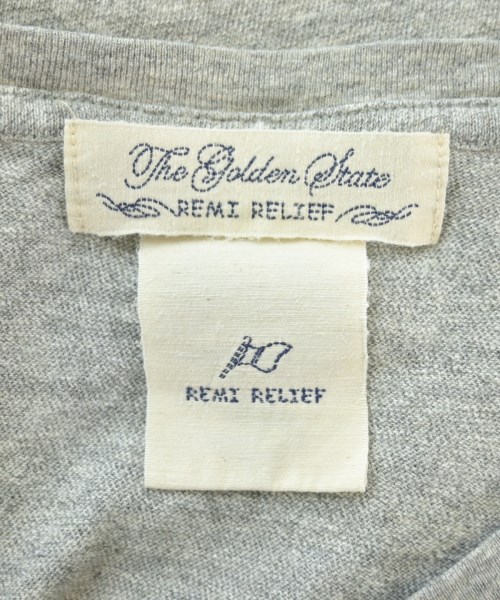 The Golden State
REMI RELIEF
REMI RELIEF